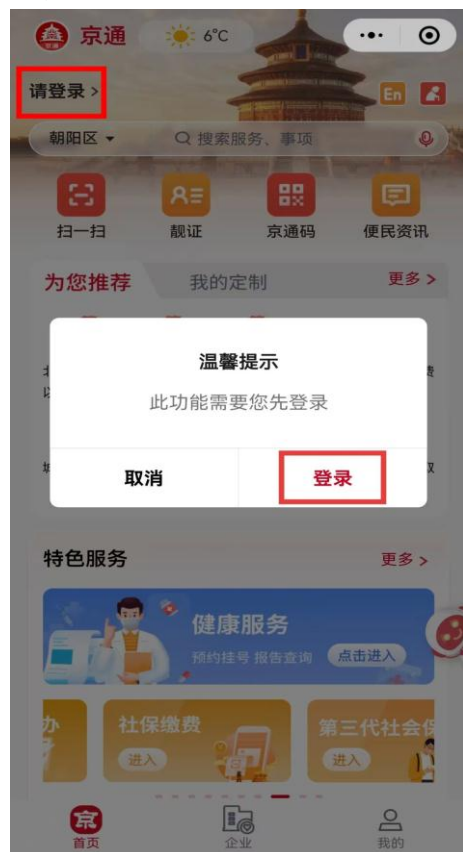 京通 6℃
请登录 >
En
朝阳区 搜索服务、事项
扫一扫 靓证 京通码 便民资讯
为您推荐 我的定制 更多 >
温馨提示
此功能需要您先登录
取消 登录
特色服务 更多 >
健康服务
预约挂号 报告查询 点击进入
办 社保缴费 第三代社会保
进入 进入
京
首页 企业 我的